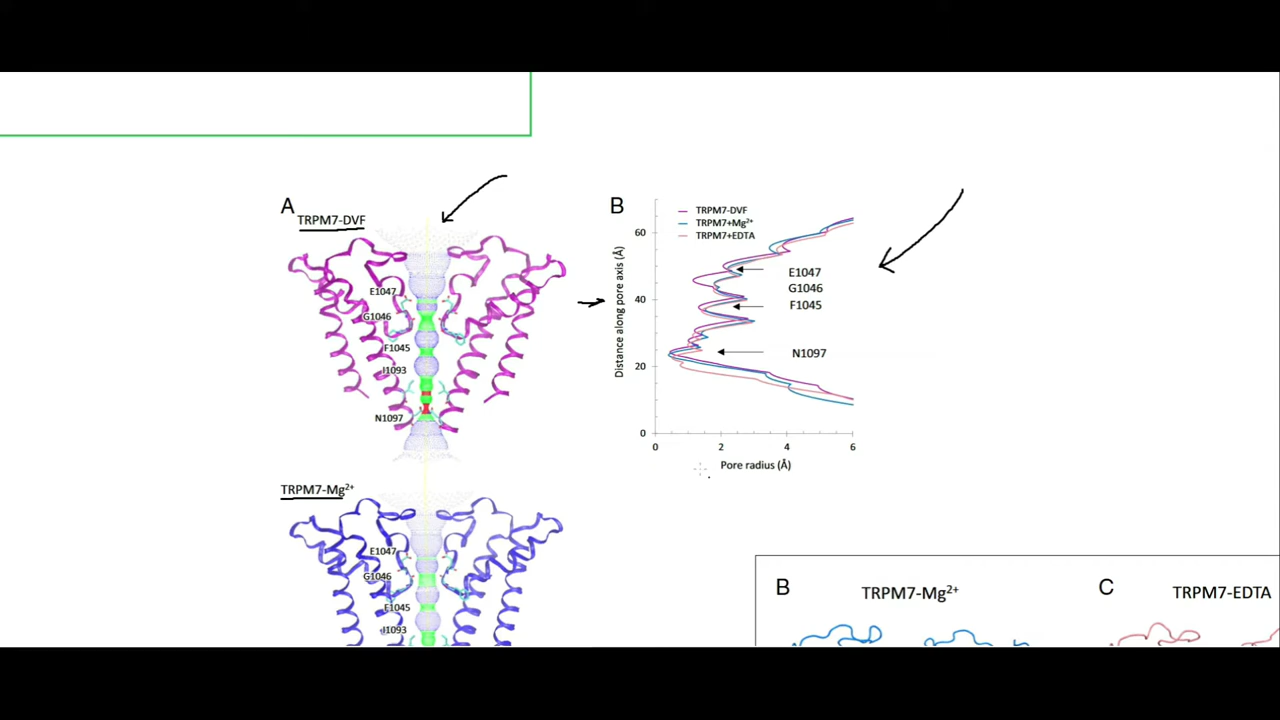 A
TRPM7-DVF
E1047
G1046
F1045
I1093
N1097
TRPM7-Mg²⁺
E1047
G1046
F1045
I1093
B
TRPM7-DVF
TRPM7+Mg²⁺
TRPM7+EDTA
Distance along pore axis (Å)
60
40
20
0
E1047
G1046
F1045
N1097
0 2 4 6
Pore radius (Å)
B TRPM7-Mg²⁺
C TRPM7-EDTA